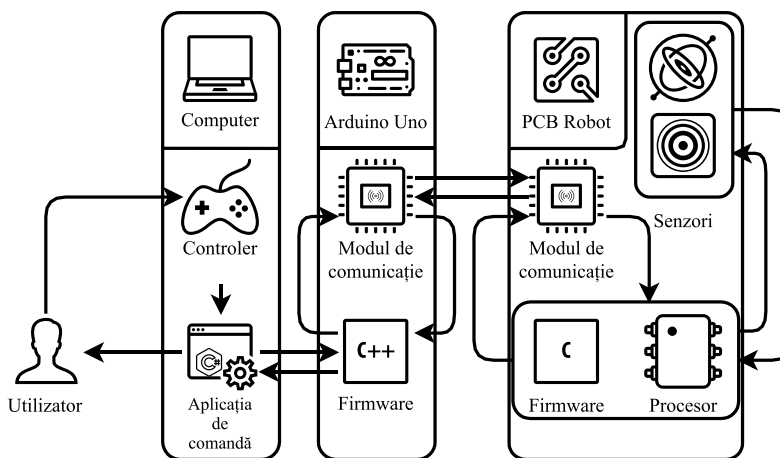 Computer
Arduino Uno
PCB Robot
Controler
Modul de
comunicație
Modul de
comunicație
Senzori
C#
C++
C
Utilizator
Aplicația
de
comandă
Firmware
Firmware
Procesor